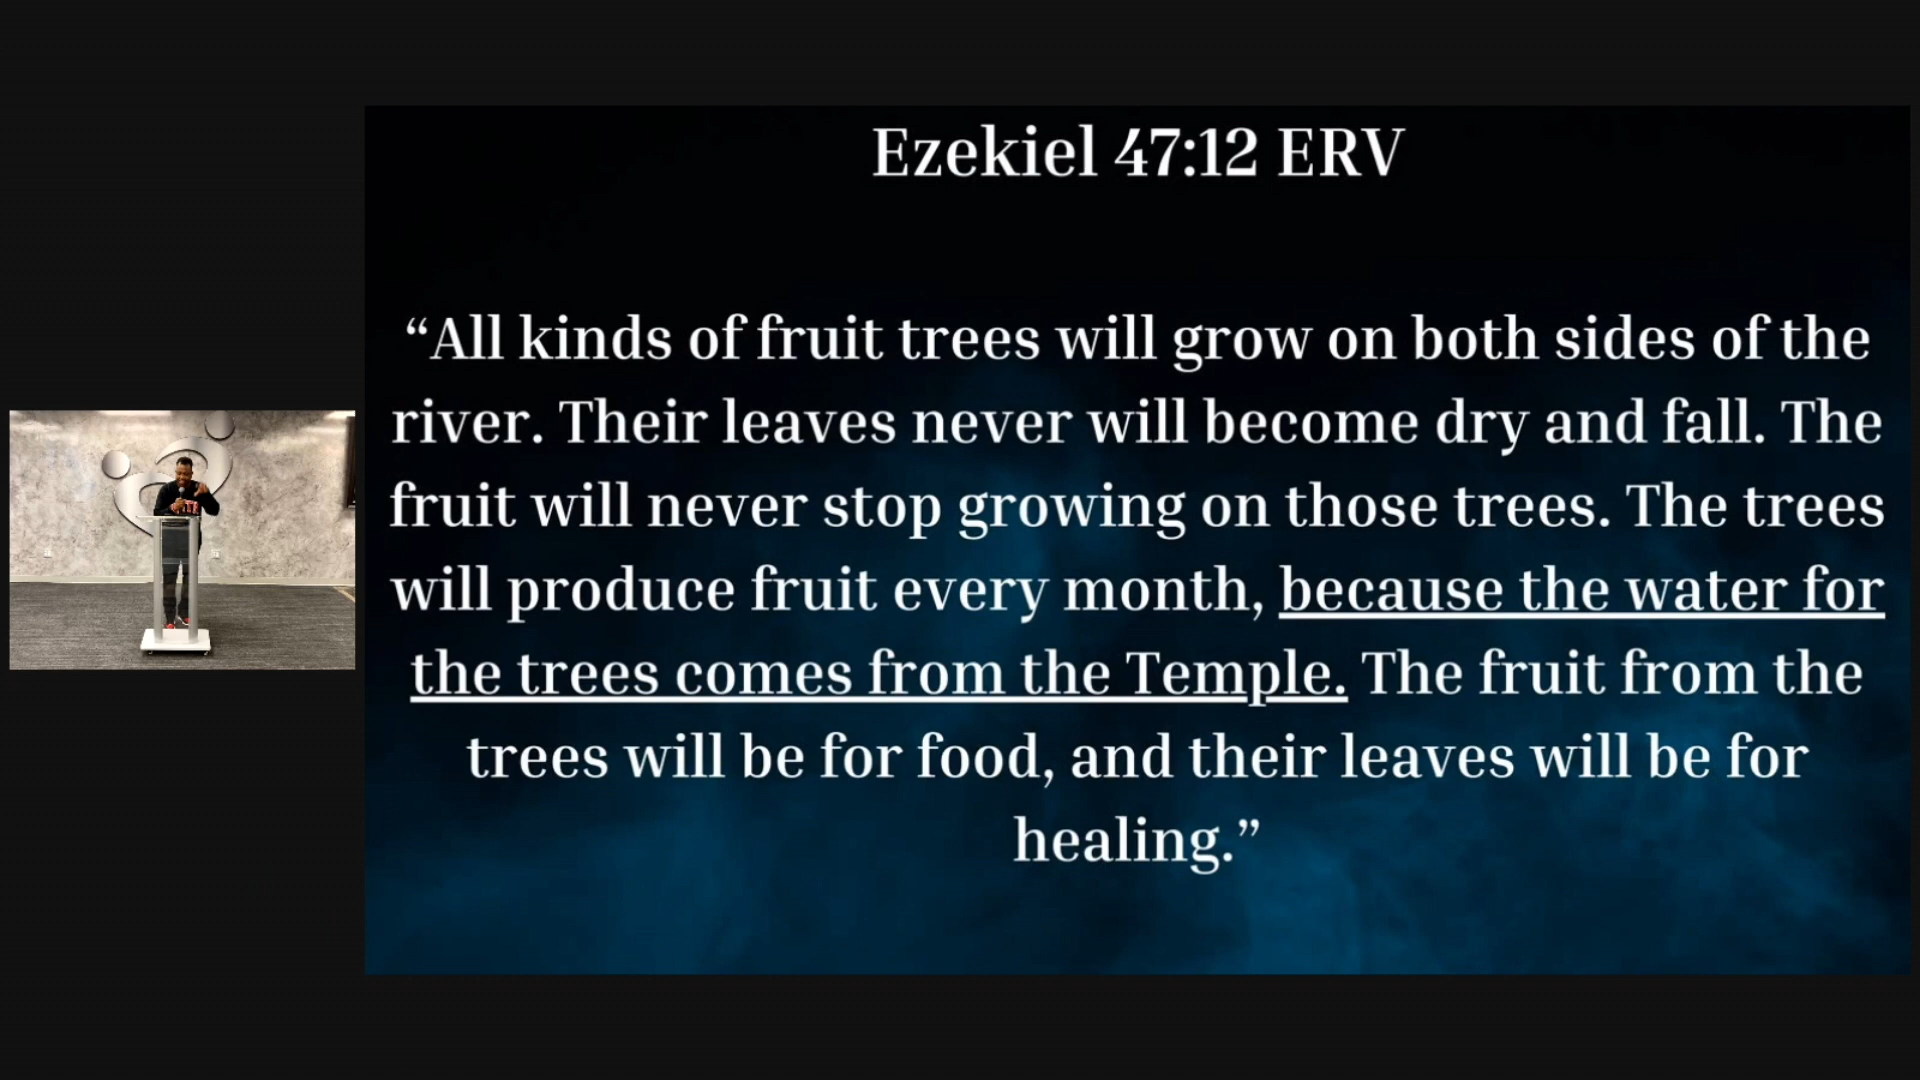 Ezekiel 47:12 ERV
“All kinds of fruit trees will grow on both sides of the
river. Their leaves never will become dry and fall. The
fruit will never stop growing on those trees. The trees
will produce fruit every month, because the water for
the trees comes from the Temple. The fruit from the
trees will be for food, and their leaves will be for
healing.”